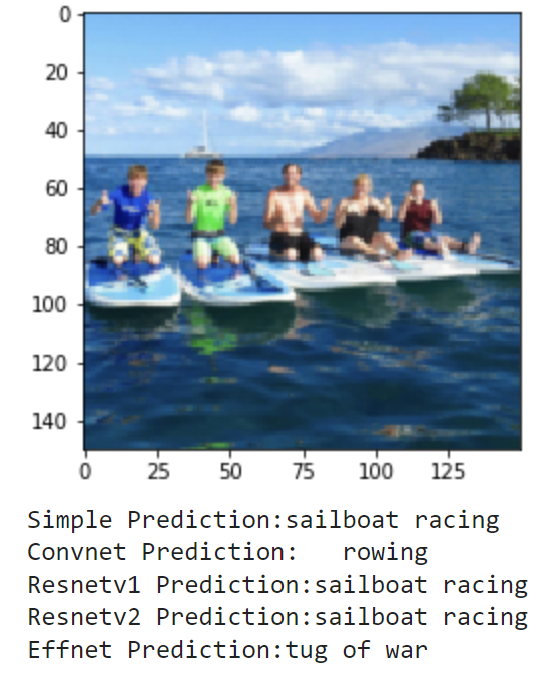 0
20
40
60
80
100
120
140
0 25 50 75 100 125
Simple Prediction:sailboat racing
Convnet Prediction:   rowing
Resnetv1 Prediction:sailboat racing
Resnetv2 Prediction:sailboat racing
Effnet Prediction:tug of war